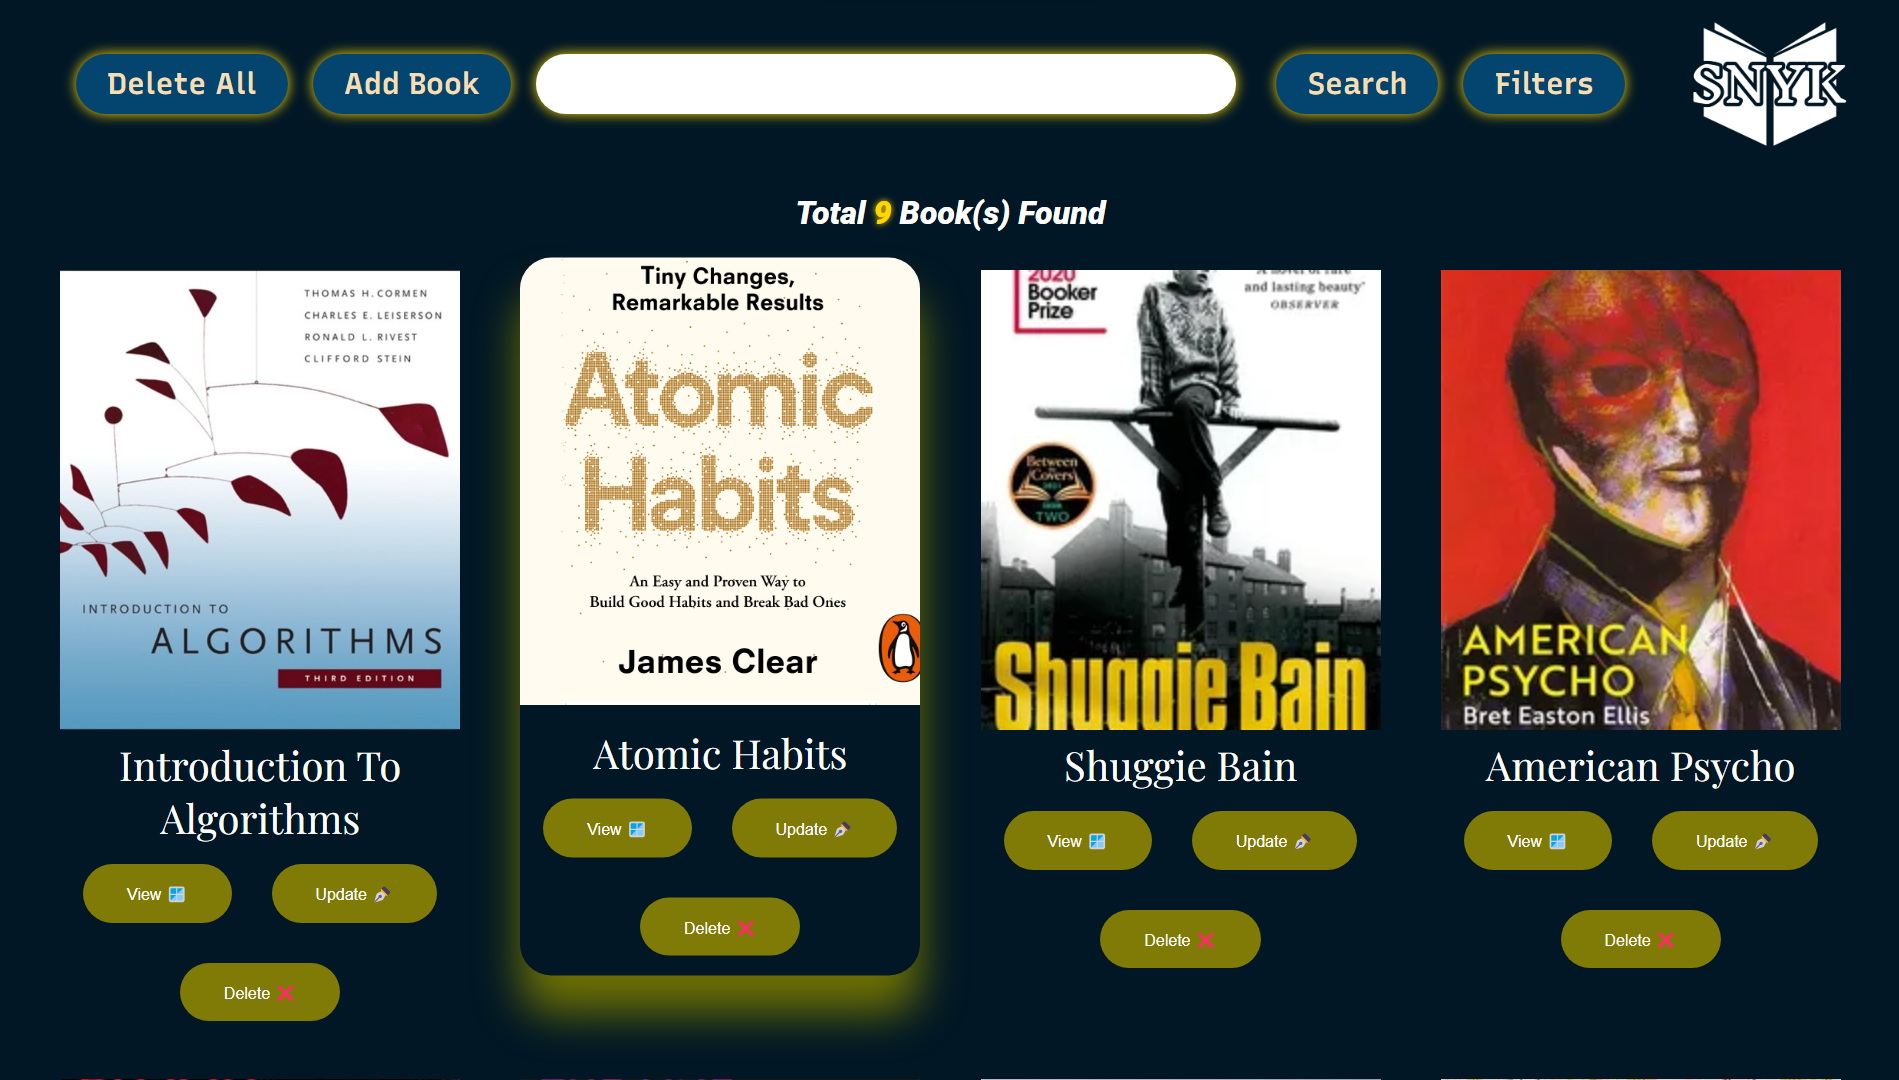 Delete All
Add Book
Search
Filters
SNYK
Total 9 Book(s) Found
THOMAS H. CORMEN
CHARLES E. LEISERSON
RONALD L. RIVEST
CLIFFORD STEIN
INTRODUCTION TO
ALGORITHMS
THIRD EDITION
Introduction To
Algorithms
View
Update
Delete
Tiny Changes,
Remarkable Results
Atomic
Habits
An Easy and Proven Way to
Build Good Habits and Break Bad Ones
James Clear
Atomic Habits
View
Update
Delete
2020
Booker
Prize
A novel of rare
and lasting beauty'
OBSERVER
Between
the
Covers
TWO
Shuggie Bain
Shuggie Bain
View
Update
Delete
AMERICAN
PSYCHO
Bret Easton Ellis
American Psycho
View
Update
Delete